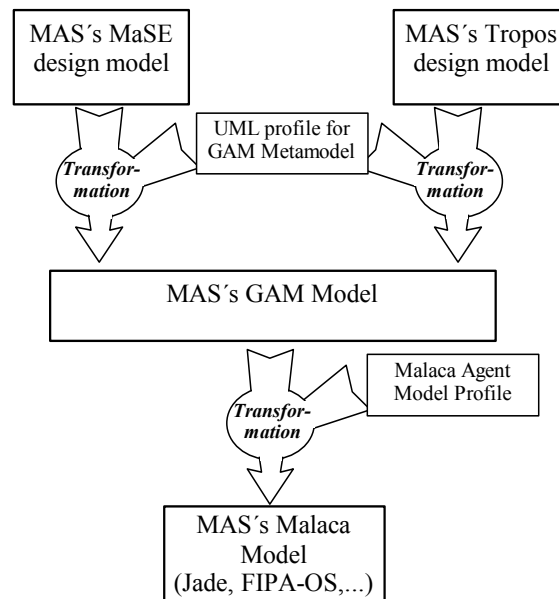 MAS´s MaSE
design model
MAS´s Tropos
design model
UML profile for
GAM Metamodel
Transfor-
mation
Transfor-
mation
MAS´s GAM Model
Malaca Agent
Model Profile
Transfor-
mation
MAS´s Malaca
Model
(Jade, FIPA-OS,...)